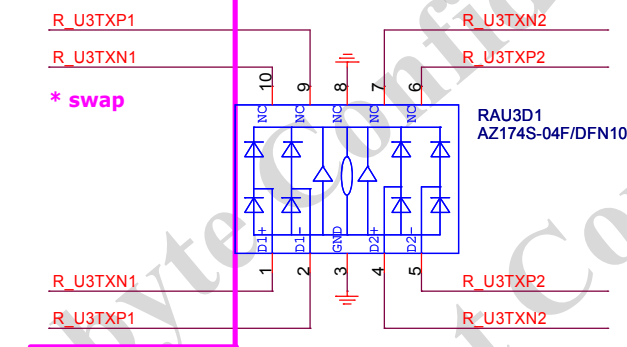 R_U3TXP1
R_U3TXN2
R_U3TXN1
R_U3TXP2
* swap
10 9 8 7 6
NC NC NC NC NC
RAU3D1
AZ174S-04F/DFN10
D1+ D1- GND D2+ D2-
1 2 3 4 5
R_U3TXN1
R_U3TXP2
R_U3TXP1
R_U3TXN2